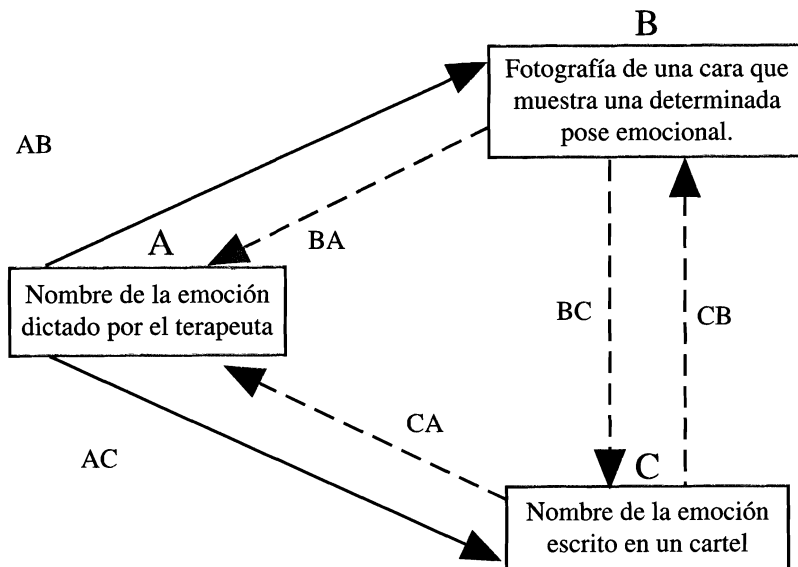 B
Fotografía de una cara que
muestra una determinada
pose emocional.
AB
A
BA
Nombre de la emoción
dictado por el terapeuta
BC
CB
CA
AC
C
Nombre de la emoción
escrito en un cartel